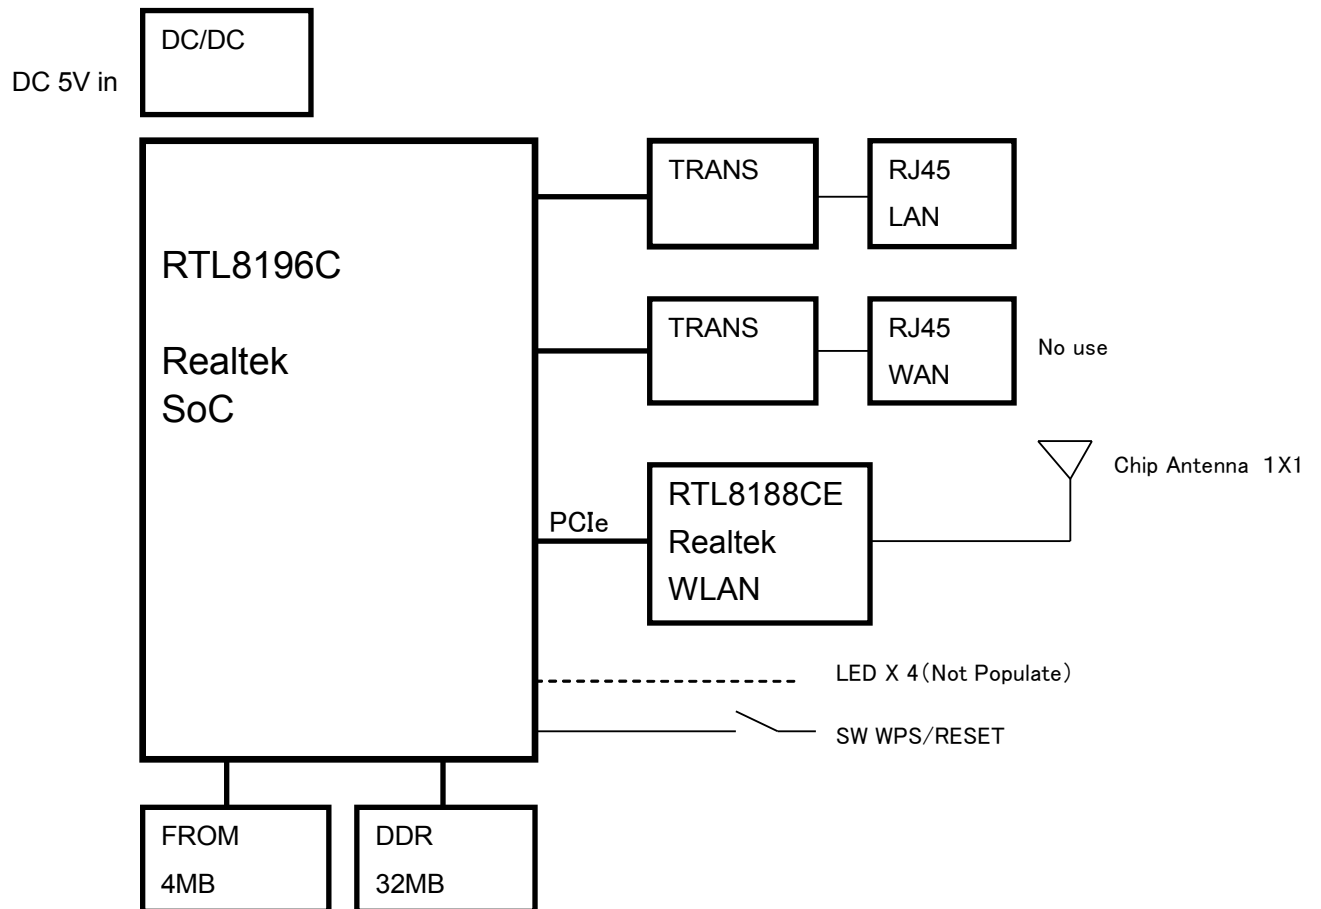 DC/DC
DC 5V in
TRANS
RJ45
LAN
RTL8196C
Realtek
SoC
TRANS
RJ45
WAN
No use
Chip Antenna 1X1
RTL8188CE
Realtek
WLAN
PCIe
LED X 4(Not Populate)
SW WPS/RESET
FROM
4MB
DDR
32MB